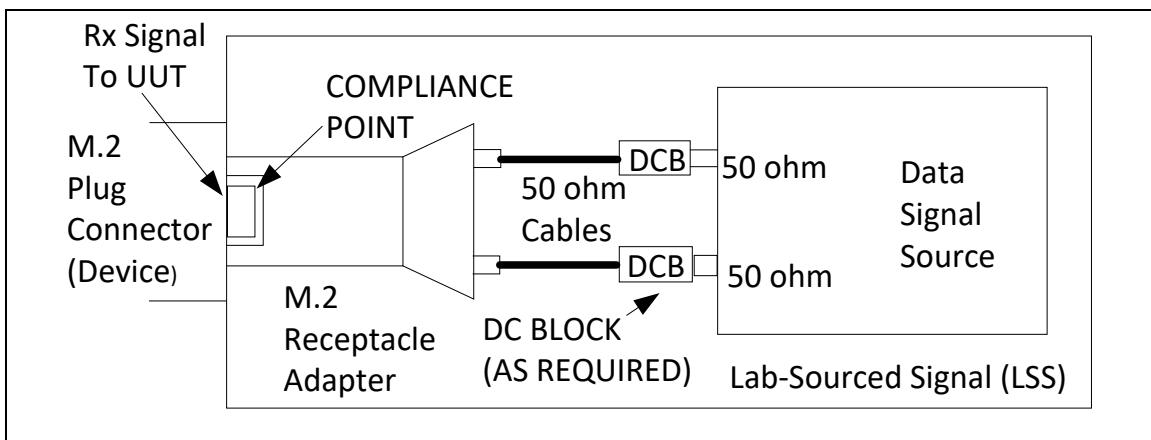 Rx Signal
To UUT
COMPLIANCE
POINT
M.2
Plug
Connector
(Device)
DCB
50 ohm
50 ohm
Cables
Data
Signal
Source
DCB
50 ohm
M.2
Receptacle
Adapter
DC BLOCK
(AS REQUIRED)
Lab-Sourced Signal (LSS)